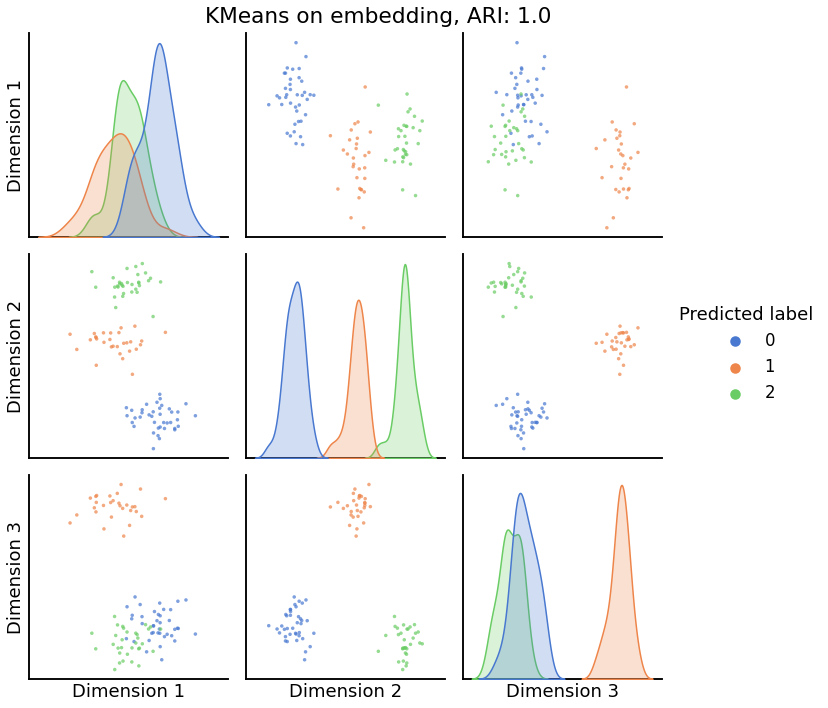 KMeans on embedding, ARI: 1.0
Dimension 1
Dimension 2
Dimension 3
Predicted label
0
1
2
Dimension 1
Dimension 2
Dimension 3